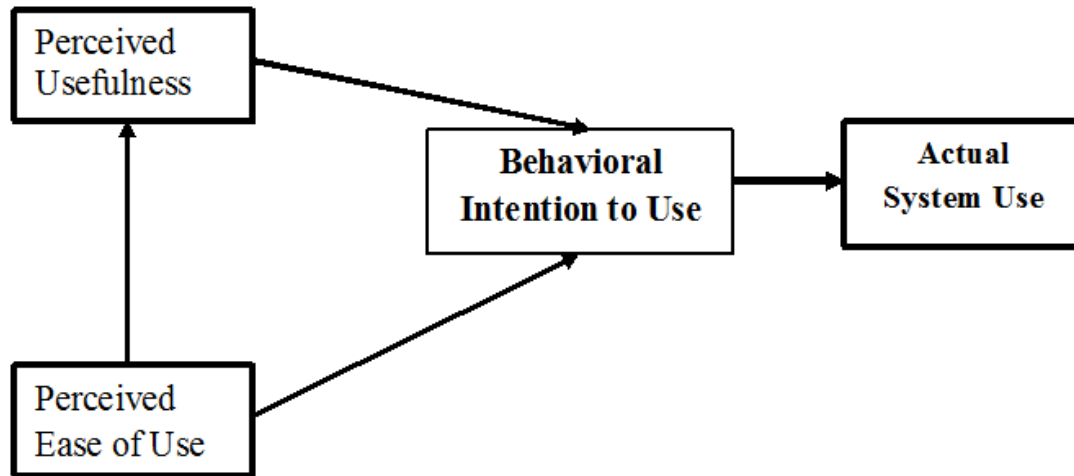 Perceived
Usefulness
Behavioral
Intention to Use
Actual
System Use
Perceived
Ease of Use